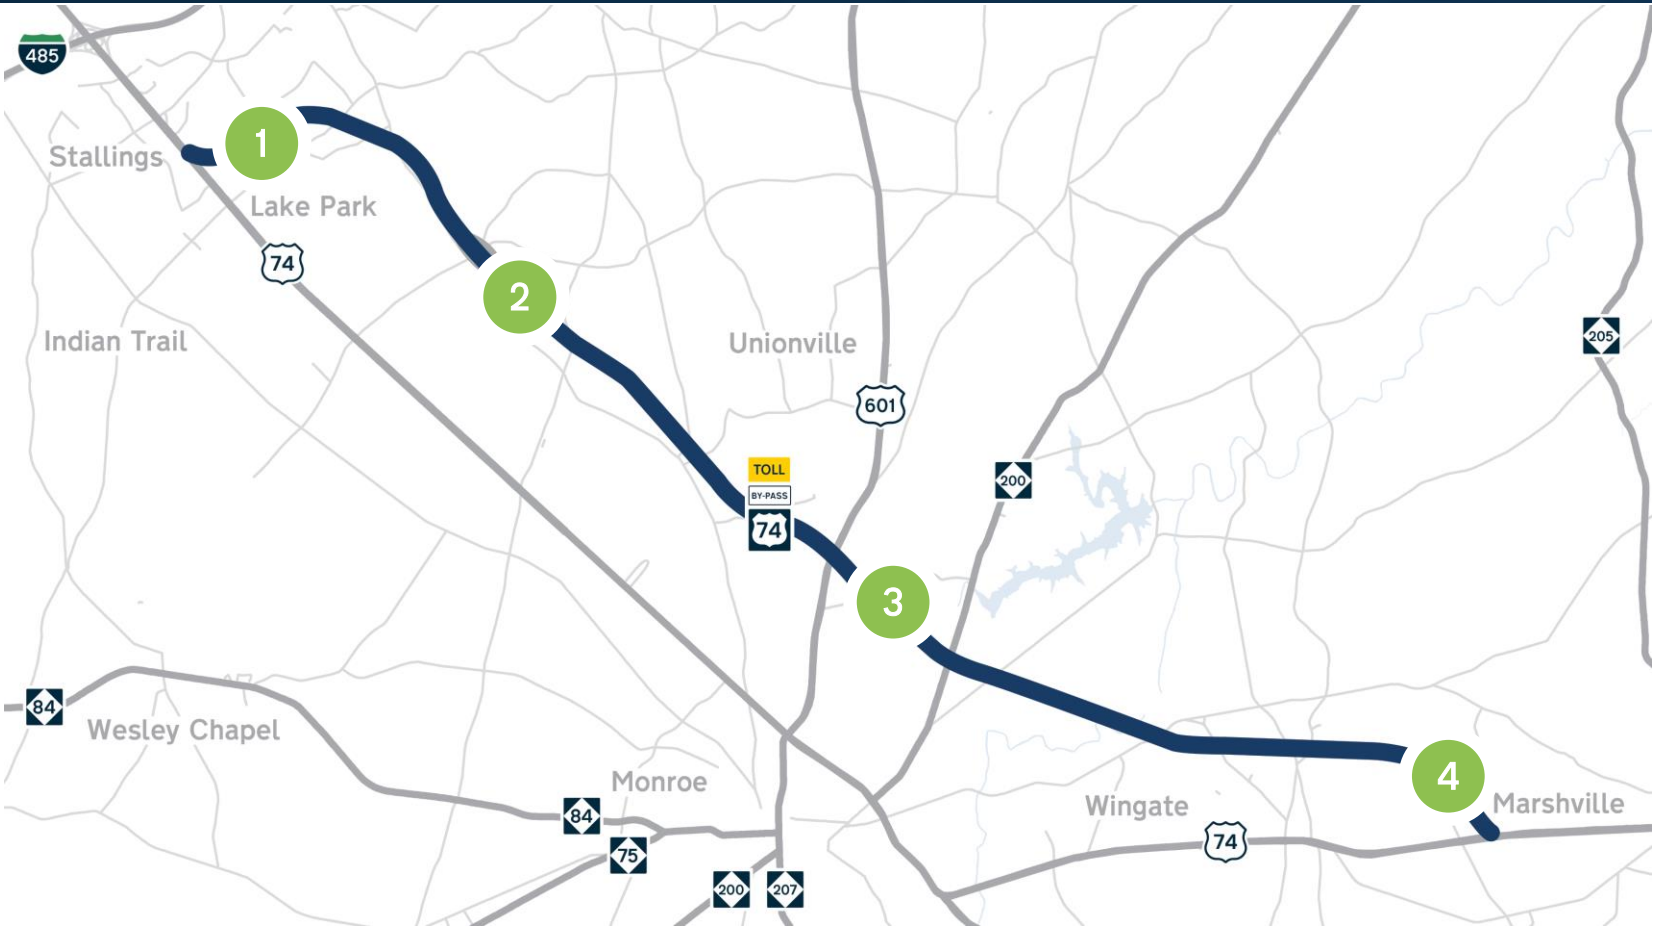 485
1
Stallings
Lake Park
74
2
Indian Trail
Unionville
205
601
TOLL
BY-PASS
74
200
3
84
Wesley Chapel
Monroe
4
Wingate
Marshville
84
74
75
200
207